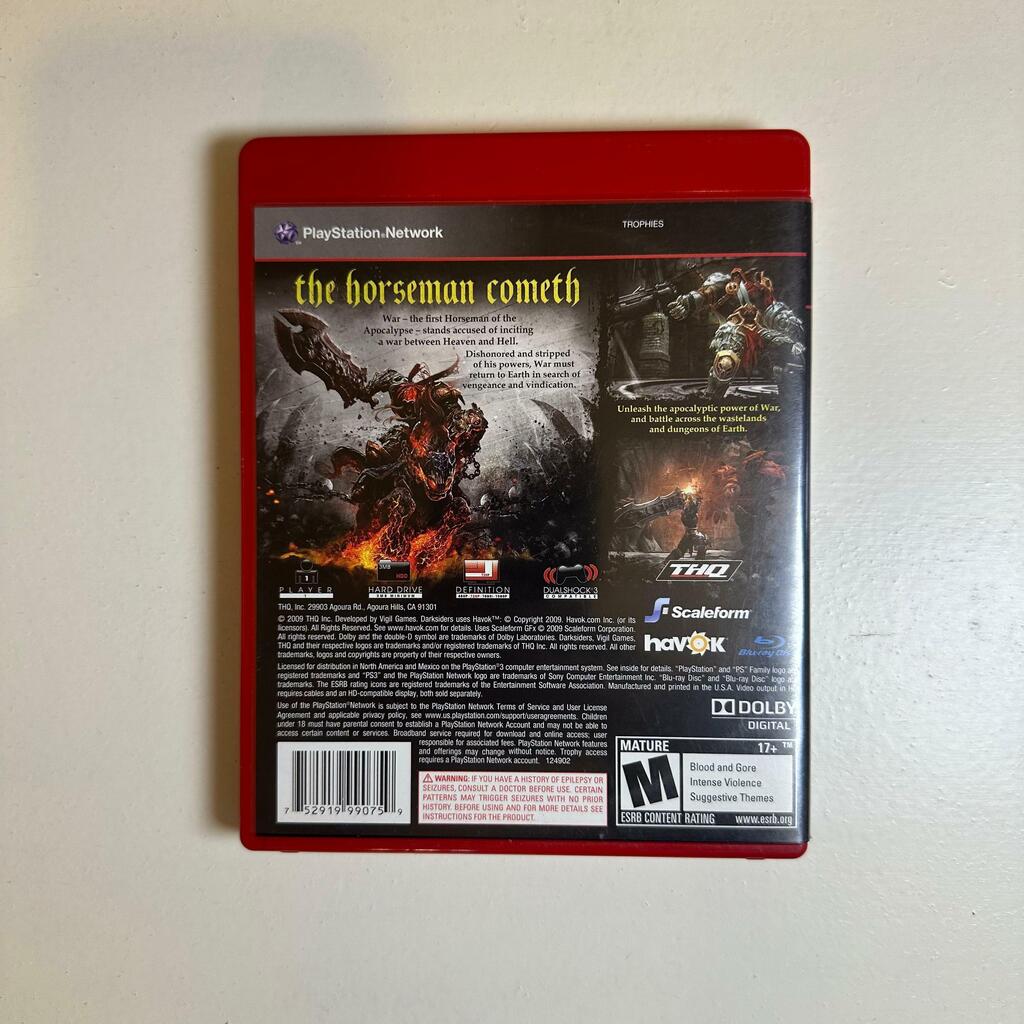 PlayStation®Network
TROPHIES
the horseman cometh
War – the first Horseman of the
Apocalypse – stands accused of inciting
a war between Heaven and Hell.
Dishonored and stripped
of his powers, War must
return to Earth in search of
vengeance and vindication.
Unleash the apocalyptic power of War,
and battle across the wastelands
and dungeons of Earth.
THQ
1
PLAYER
1
3MB
HDD
HARD DRIVE
3MB MINIMUM
DEFINITION
480P 720P 1080i 1080P
DUALSHOCK®3
COMPATIBLE
THQ, Inc. 29903 Agoura Rd., Agoura Hills, CA 91301
© 2009 THQ Inc. Developed by Vigil Games. Darksiders uses Havok™: © Copyright 2009. Havok.com Inc. (or its
licensors). All Rights Reserved. See www.havok.com for details. Uses Scaleform GFx © 2009 Scaleform Corporation.
All rights reserved. Dolby and the double-D symbol are trademarks of Dolby Laboratories. Darksiders, Vigil Games,
THQ and their respective logos are trademarks and/or registered trademarks of THQ Inc. All rights reserved. All other
trademarks, logos and copyrights are property of their respective owners.
Scaleform
havok
Blu-ray Disc
Licensed for distribution in North America and Mexico on the PlayStation®3 computer entertainment system. See inside for details. "PlayStation" and "PS" Family logo are
registered trademarks and "PS3" and the PlayStation Network logo are trademarks of Sony Computer Entertainment Inc. "Blu-ray Disc" and "Blu-ray Disc" logo are
trademarks. The ESRB rating icons are registered trademarks of the Entertainment Software Association. Manufactured and printed in the U.S.A. Video output in HD
requires cables and an HD-compatible display, both sold separately.
Use of the PlayStation®Network is subject to the PlayStation Network Terms of Service and User License
Agreement and applicable privacy policy, see www.us.playstation.com/support/useragreements. Children
under 18 must have parental consent to establish a PlayStation Network Account and may not be able to
access certain content or services. Broadband service required for download and online access; user
responsible for associated fees. PlayStation Network features
and offerings may change without notice. Trophy access
requires a PlayStation Network account. 124902
DOLBY
DIGITAL
7 52919 99075 9
WARNING: IF YOU HAVE A HISTORY OF EPILEPSY OR
SEIZURES, CONSULT A DOCTOR BEFORE USE. CERTAIN
PATTERNS MAY TRIGGER SEIZURES WITH NO PRIOR
HISTORY. BEFORE USING AND FOR MORE DETAILS SEE
INSTRUCTIONS FOR THE PRODUCT.
MATURE 17+ ™
M
Blood and Gore
Intense Violence
Suggestive Themes
ESRB CONTENT RATING www.esrb.org